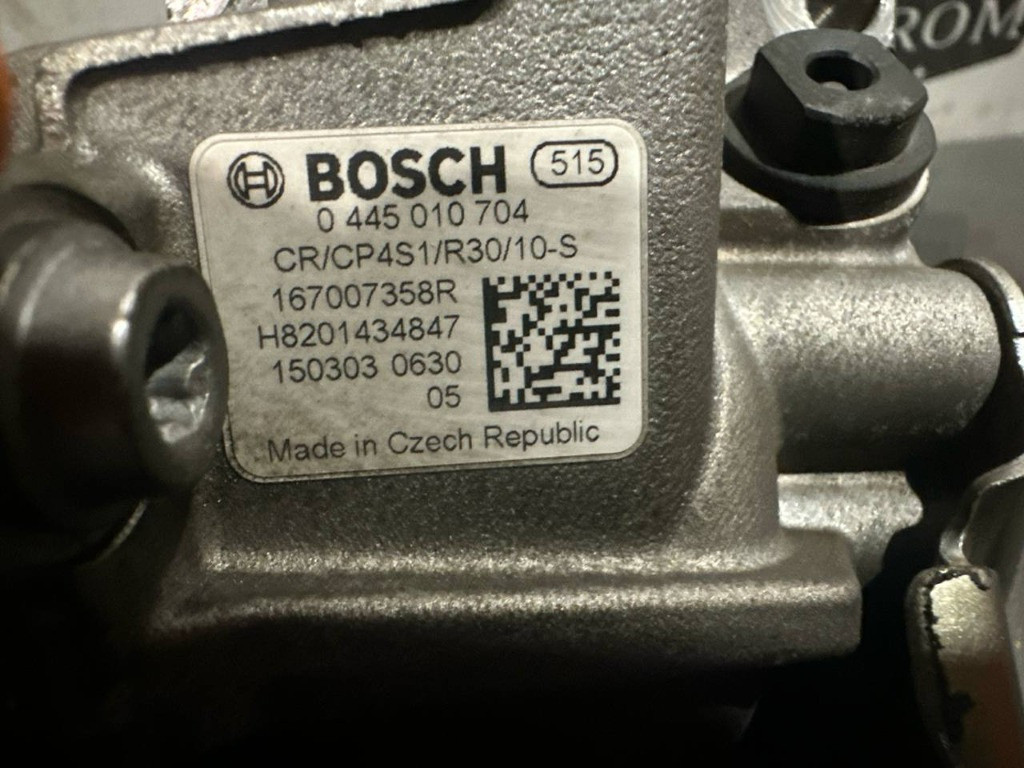 ROM
BOSCH 515
0 445 010 704
CR/CP4S1/R30/10-S
167007358R
H8201434847
150303 0630
05
Made in Czech Republic